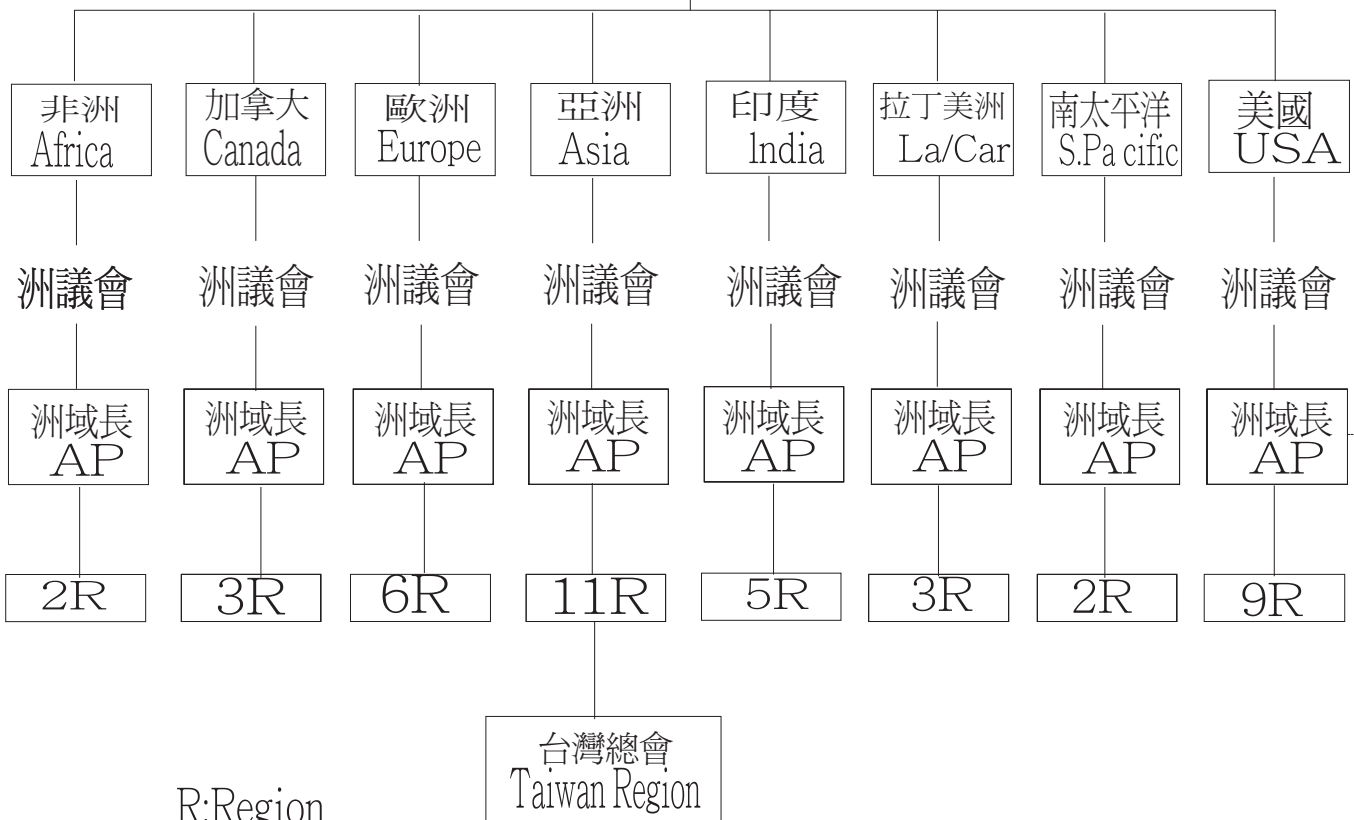 非洲
Africa
加拿大
Canada
歐洲
Europe
亞洲
Asia
印度
India
拉丁美洲
La/Car
南太平洋
S.Pa cific
美國
USA
洲議會
洲議會
洲議會
洲議會
洲議會
洲議會
洲議會
洲議會
洲域長
AP
洲域長
AP
洲域長
AP
洲域長
AP
洲域長
AP
洲域長
AP
洲域長
AP
洲域長
AP
2R
3R
6R
11R
5R
3R
2R
9R
台灣總會
Taiwan Region
R:Region